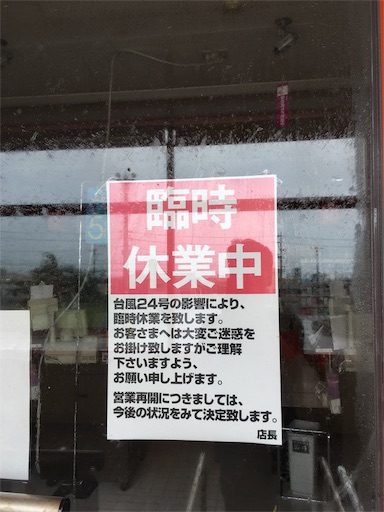 臨時
休業中
台風24号の影響により、
臨時休業を致します。
お客さまへは大変ご迷惑を
お掛け致しますがご理解
下さいますよう、
お願い申し上げます。
営業再開につきましては、
今後の状況をみて決定致します。
店長